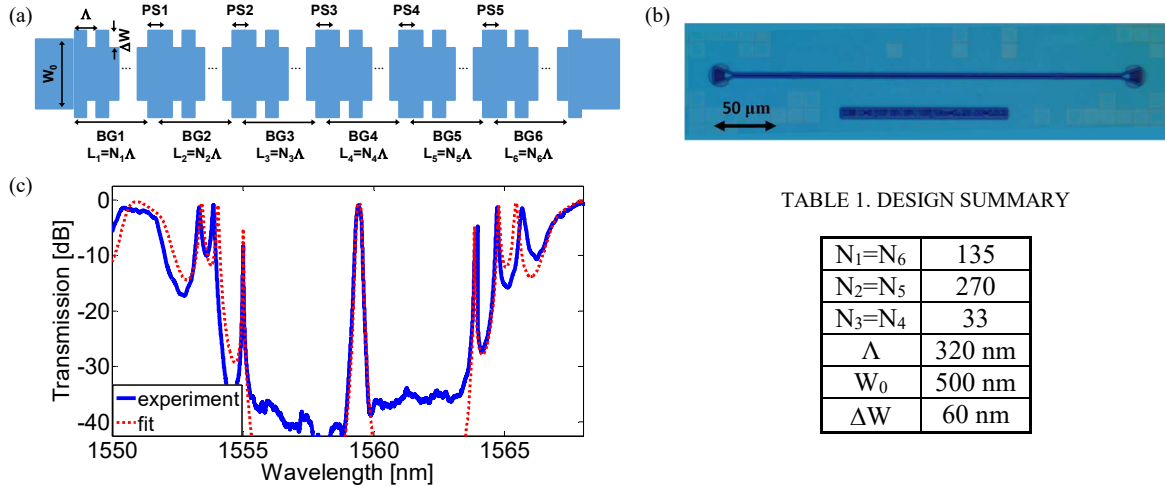 (a)
Λ
PS1
PS2
PS3
PS4
PS5
ΔW
W0
... ... ... ... ... ...
BG1 BG2 BG3 BG4 BG5 BG6
L1=N1Λ L2=N2Λ L3=N3Λ L4=N4Λ L5=N5Λ L6=N6Λ
(b)
50 µm
(c)
Transmission [dB]
0
-10
-20
-30
-40
experiment
fit
1550 1555 1560 1565
Wavelength [nm]
TABLE 1. DESIGN SUMMARY
N1=N6 135
N2=N5 270
N3=N4 33
Λ 320 nm
W0 500 nm
ΔW 60 nm